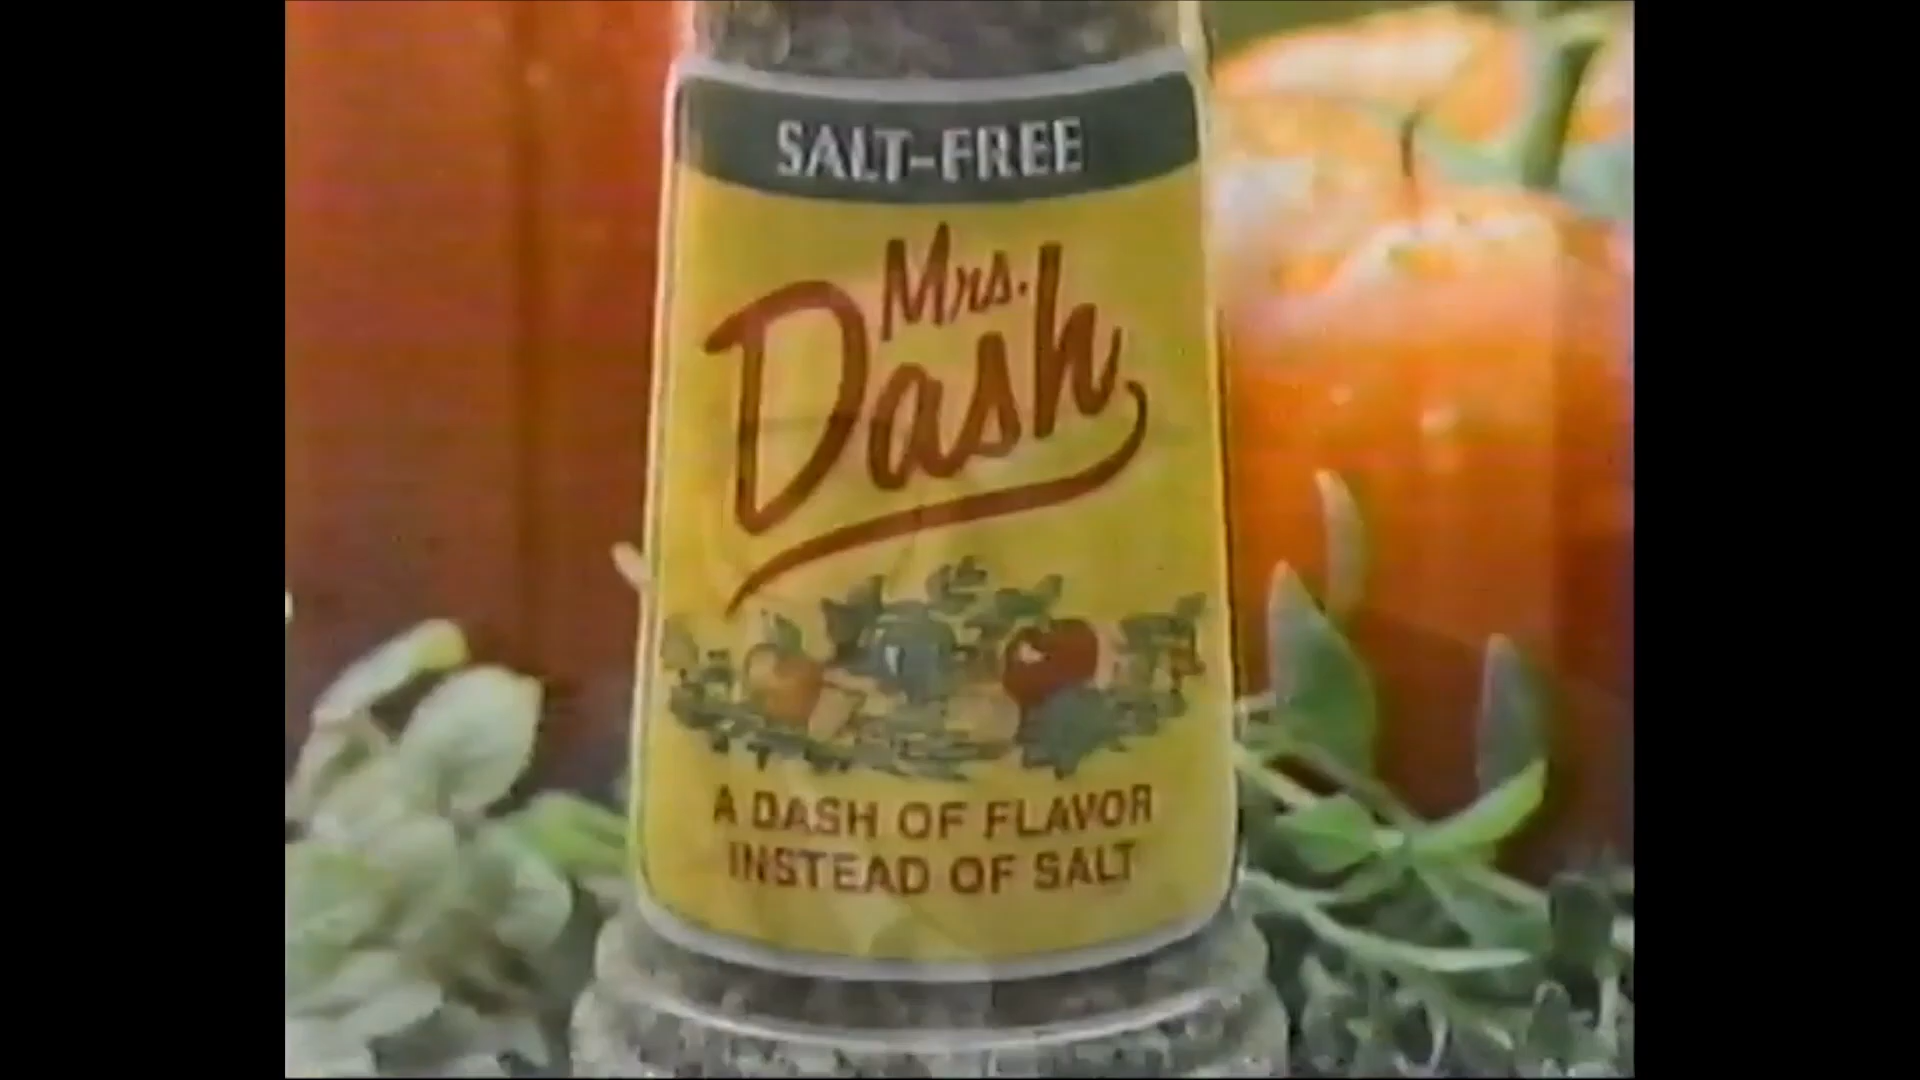 SALT-FREE
Mrs.
Dash
A DASH OF FLAVOR
INSTEAD OF SALT